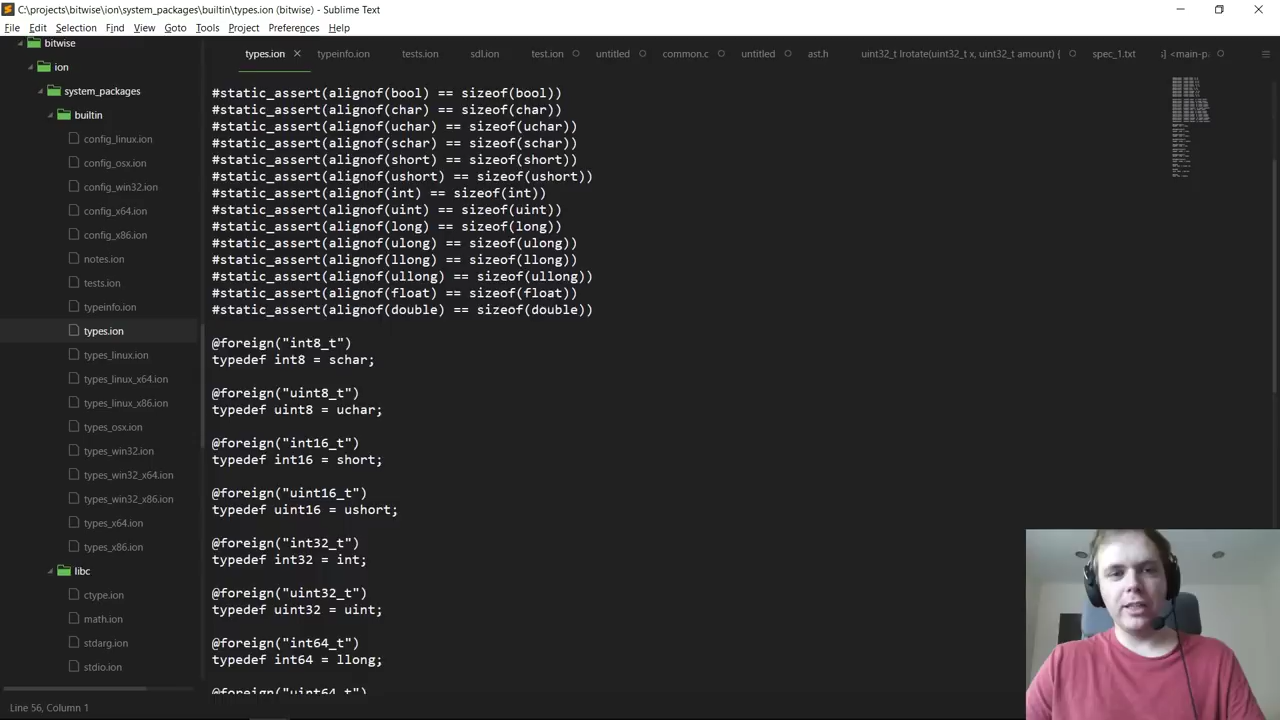 C:\projects\bitwise\ion\system_packages\builtin\types.ion (bitwise) - Sublime Text
File Edit Selection Find View Goto Tools Project Preferences Help
bitwise
ion
system_packages
builtin
config_linux.ion
config_osx.ion
config_win32.ion
config_x64.ion
config_x86.ion
notes.ion
tests.ion
typeinfo.ion
types.ion
types_linux.ion
types_linux_x64.ion
types_linux_x86.ion
types_osx.ion
types_win32.ion
types_win32_x64.ion
types_win32_x86.ion
types_x64.ion
types_x86.ion
libc
ctype.ion
math.ion
stdarg.ion
stdio.ion
types.ion typeinfo.ion tests.ion sdl.ion test.ion untitled common.c untitled ast.h uint32_t lrotate(uint32_t x, uint32_t amount) { spec_1.txt ;] <main-p
#static_assert(alignof(bool) == sizeof(bool))
#static_assert(alignof(char) == sizeof(char))
#static_assert(alignof(uchar) == sizeof(uchar))
#static_assert(alignof(schar) == sizeof(schar))
#static_assert(alignof(short) == sizeof(short))
#static_assert(alignof(ushort) == sizeof(ushort))
#static_assert(alignof(int) == sizeof(int))
#static_assert(alignof(uint) == sizeof(uint))
#static_assert(alignof(long) == sizeof(long))
#static_assert(alignof(ulong) == sizeof(ulong))
#static_assert(alignof(llong) == sizeof(llong))
#static_assert(alignof(ullong) == sizeof(ullong))
#static_assert(alignof(float) == sizeof(float))
#static_assert(alignof(double) == sizeof(double))
@foreign("int8_t")
typedef int8 = schar;
@foreign("uint8_t")
typedef uint8 = uchar;
@foreign("int16_t")
typedef int16 = short;
@foreign("uint16_t")
typedef uint16 = ushort;
@foreign("int32_t")
typedef int32 = int;
@foreign("uint32_t")
typedef uint32 = uint;
@foreign("int64_t")
typedef int64 = llong;
@foreign("uint64_t")
Line 56, Column 1